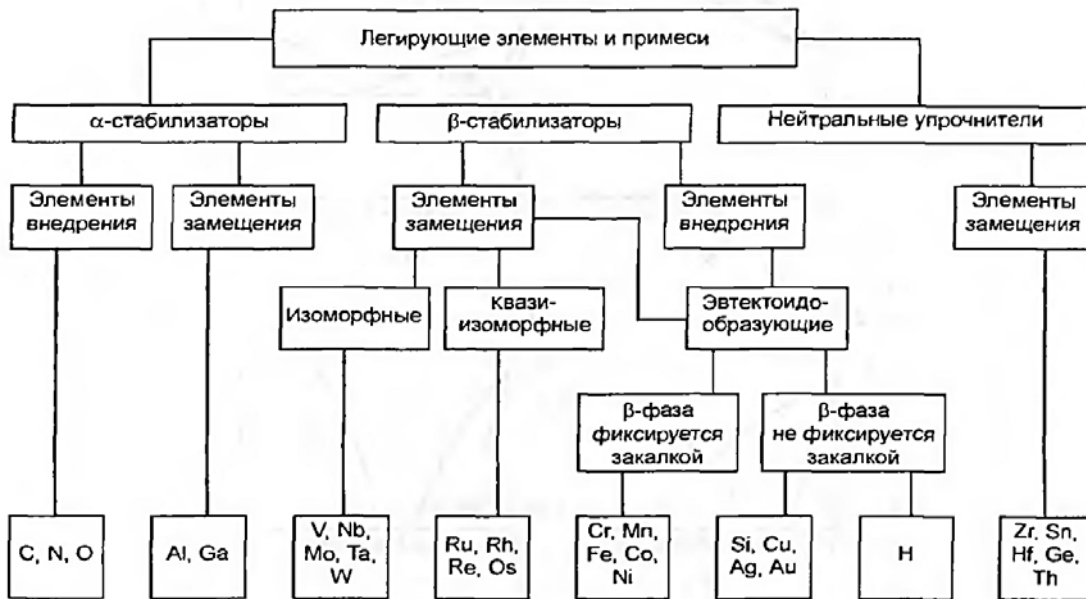 Легирующие элементы и примеси
α-стабилизаторы
β-стабилизаторы
Нейтральные упрочнители
Элементы
внедрения
Элементы
замещения
Элементы
замещения
Элементы
внедрония
Элементы
замещения
Изоморфные
Квази-
изоморфные
Эвтектоидо-
образующие
β-фаза
фиксируется
закалкой
β-фаза
не фиксируется
закалкой
C, N, O
Al, Ga
V, Nb,
Mo, Ta,
W
Ru, Rh,
Re, Os
Cr, Mn,
Fe, Co,
Ni
Si, Cu,
Ag, Au
H
Zr, Sn,
Hf, Ge,
Th